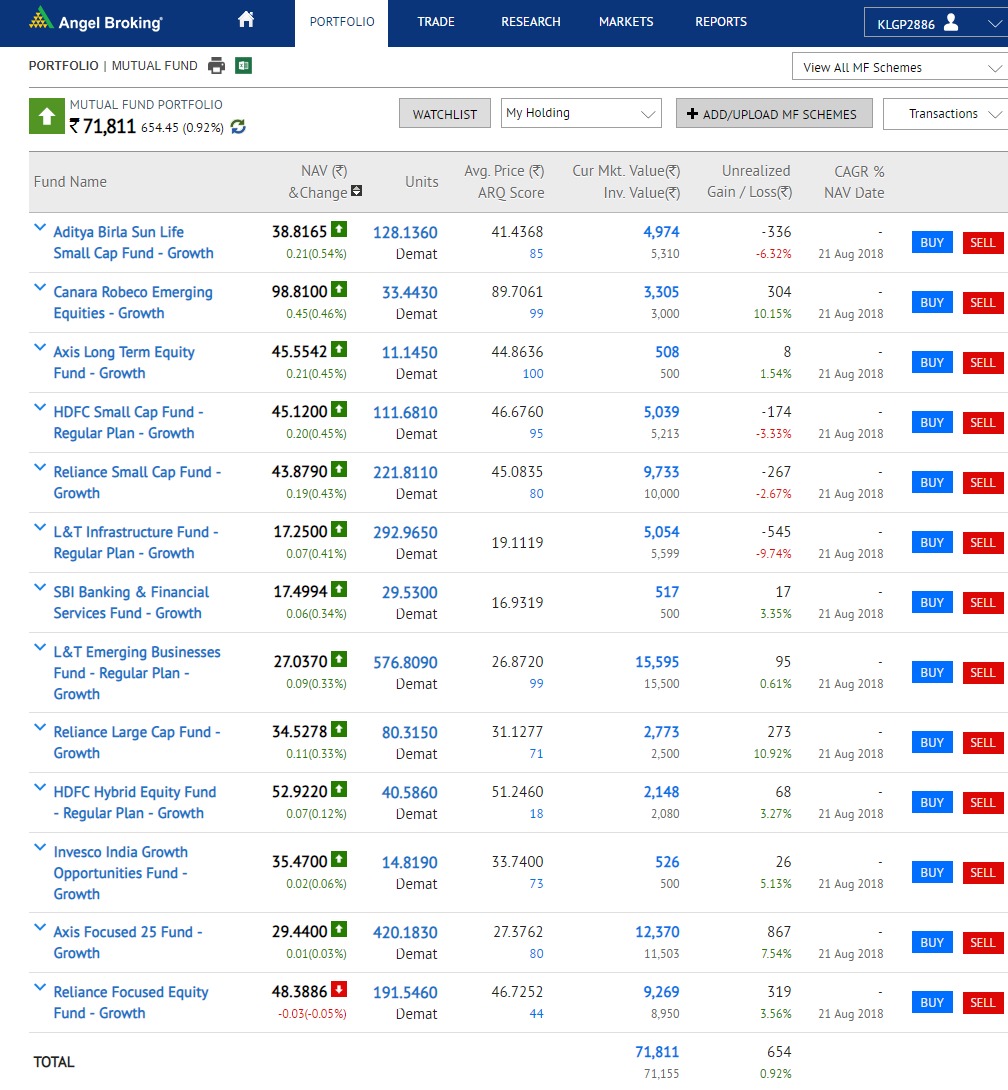 Angel Broking
PORTFOLIO
TRADE
RESEARCH
MARKETS
REPORTS
KLGP2886
PORTFOLIO | MUTUAL FUND
View All MF Schemes
MUTUAL FUND PORTFOLIO
₹ 71,811 654.45 (0.92%)
WATCHLIST
My Holding
+ ADD/UPLOAD MF SCHEMES
Transactions
Fund Name
NAV (₹)
&Change
Units
Avg. Price (₹)
ARQ Score
Cur Mkt. Value(₹)
Inv. Value(₹)
Unrealized
Gain / Loss(₹)
CAGR %
NAV Date
Aditya Birla Sun Life 38.8165 128.1360 41.4368 4,974 -336 - BUY SELL
Small Cap Fund - Growth 0.21(0.54%) Demat 85 5,310 -6.32% 21 Aug 2018
Canara Robeco Emerging 98.8100 33.4430 89.7061 3,305 304 - BUY SELL
Equities - Growth 0.45(0.46%) Demat 99 3,000 10.15% 21 Aug 2018
Axis Long Term Equity 45.5542 11.1450 44.8636 508 8 - BUY SELL
Fund - Growth 0.21(0.45%) Demat 100 500 1.54% 21 Aug 2018
HDFC Small Cap Fund - 45.1200 111.6810 46.6760 5,039 -174 - BUY SELL
Regular Plan - Growth 0.20(0.45%) Demat 95 5,213 -3.33% 21 Aug 2018
Reliance Small Cap Fund - 43.8790 221.8110 45.0835 9,733 -267 - BUY SELL
Growth 0.19(0.43%) Demat 80 10,000 -2.67% 21 Aug 2018
L&T Infrastructure Fund - 17.2500 292.9650 19.1119 5,054 -545 - BUY SELL
Regular Plan - Growth 0.07(0.41%) Demat 5,599 -9.74% 21 Aug 2018
SBI Banking & Financial 17.4994 29.5300 16.9319 517 17 - BUY SELL
Services Fund - Growth 0.06(0.34%) Demat 500 3.35% 21 Aug 2018
L&T Emerging Businesses
Fund - Regular Plan - 27.0370 576.8090 26.8720 15,595 95 - BUY SELL
Growth 0.09(0.33%) Demat 99 15,500 0.61% 21 Aug 2018
Reliance Large Cap Fund - 34.5278 80.3150 31.1277 2,773 273 - BUY SELL
Growth 0.11(0.33%) Demat 71 2,500 10.92% 21 Aug 2018
HDFC Hybrid Equity Fund 52.9220 40.5860 51.2460 2,148 68 - BUY SELL
- Regular Plan - Growth 0.07(0.12%) Demat 18 2,080 3.27% 21 Aug 2018
Invesco India Growth
Opportunities Fund - 35.4700 14.8190 33.7400 526 26 - BUY SELL
Growth 0.02(0.06%) Demat 73 500 5.13% 21 Aug 2018
Axis Focused 25 Fund - 29.4400 420.1830 27.3762 12,370 867 - BUY SELL
Growth 0.01(0.03%) Demat 80 11,503 7.54% 21 Aug 2018
Reliance Focused Equity 48.3886 191.5460 46.7252 9,269 319 - BUY SELL
Fund - Growth -0.03(-0.05%) Demat 44 8,950 3.56% 21 Aug 2018
TOTAL 71,811 654
71,155 0.92%